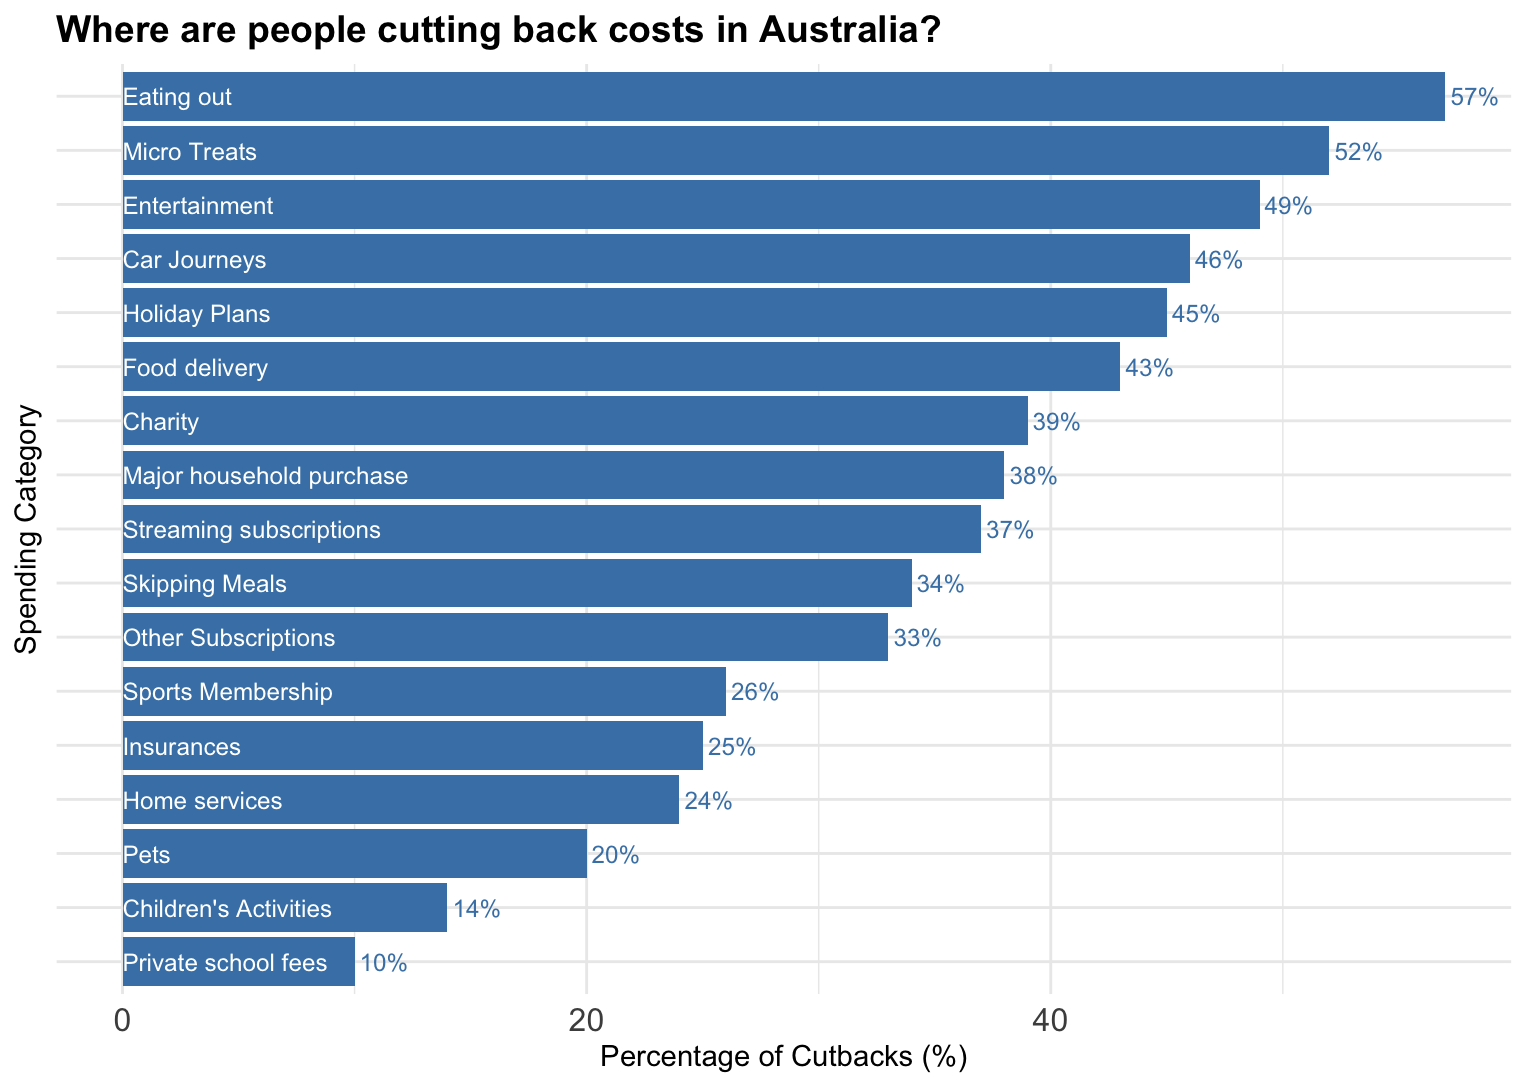 Where are people cutting back costs in Australia?
Eating out 57%
Micro Treats 52%
Entertainment 49%
Car Journeys 46%
Holiday Plans 45%
Food delivery 43%
Charity 39%
Major household purchase 38%
Streaming subscriptions 37%
Skipping Meals 34%
Other Subscriptions 33%
Sports Membership 26%
Insurances 25%
Home services 24%
Pets 20%
Children's Activities 14%
Private school fees 10%
Spending Category
0 20 40
Percentage of Cutbacks (%)